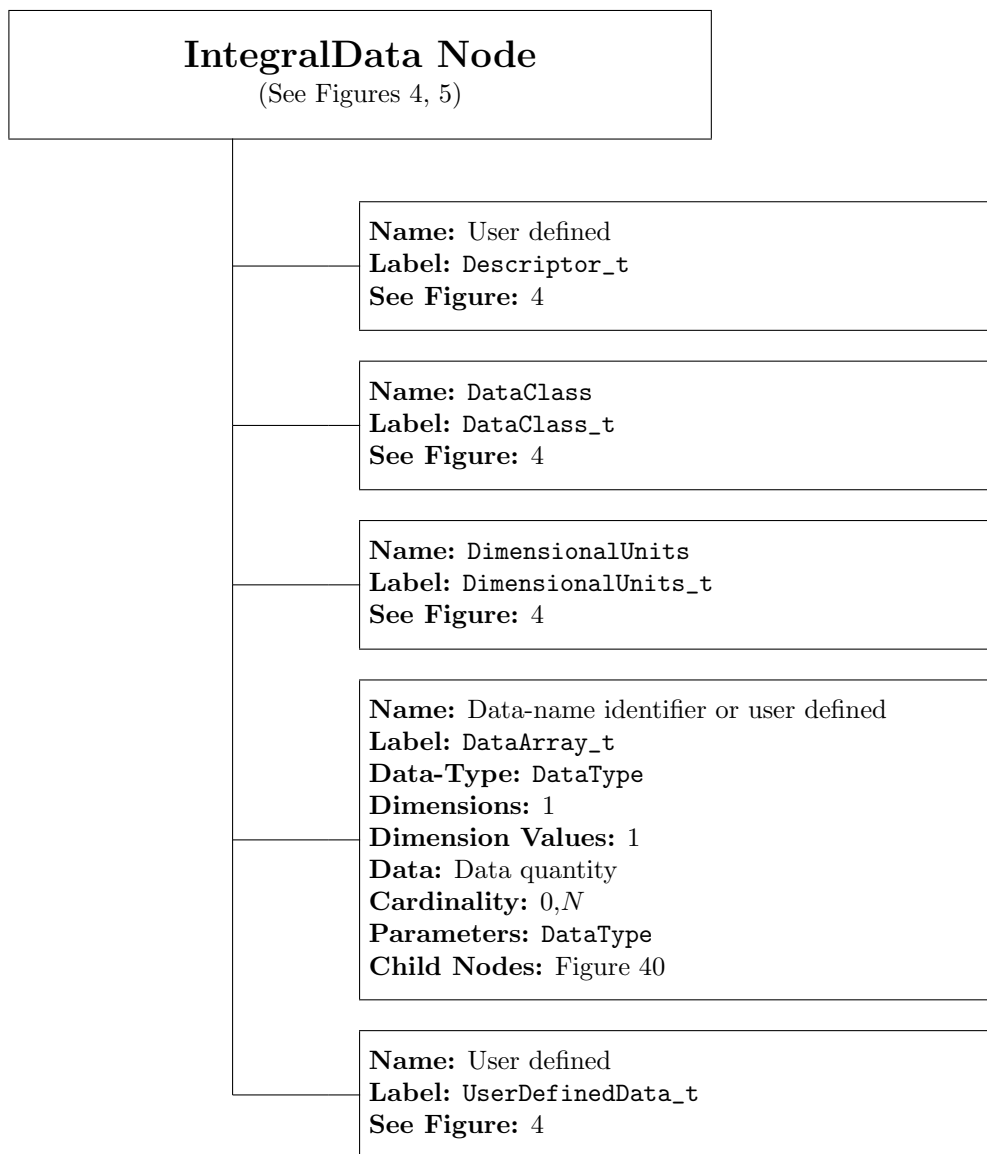 IntegralData Node
(See Figures 4, 5)
Name: User defined
Label: Descriptor_t
See Figure: 4
Name: DataClass
Label: DataClass_t
See Figure: 4
Name: DimensionalUnits
Label: DimensionalUnits_t
See Figure: 4
Name: Data-name identifier or user defined
Label: DataArray_t
Data-Type: DataType
Dimensions: 1
Dimension Values: 1
Data: Data quantity
Cardinality: 0,N
Parameters: DataType
Child Nodes: Figure 40
Name: User defined
Label: UserDefinedData_t
See Figure: 4